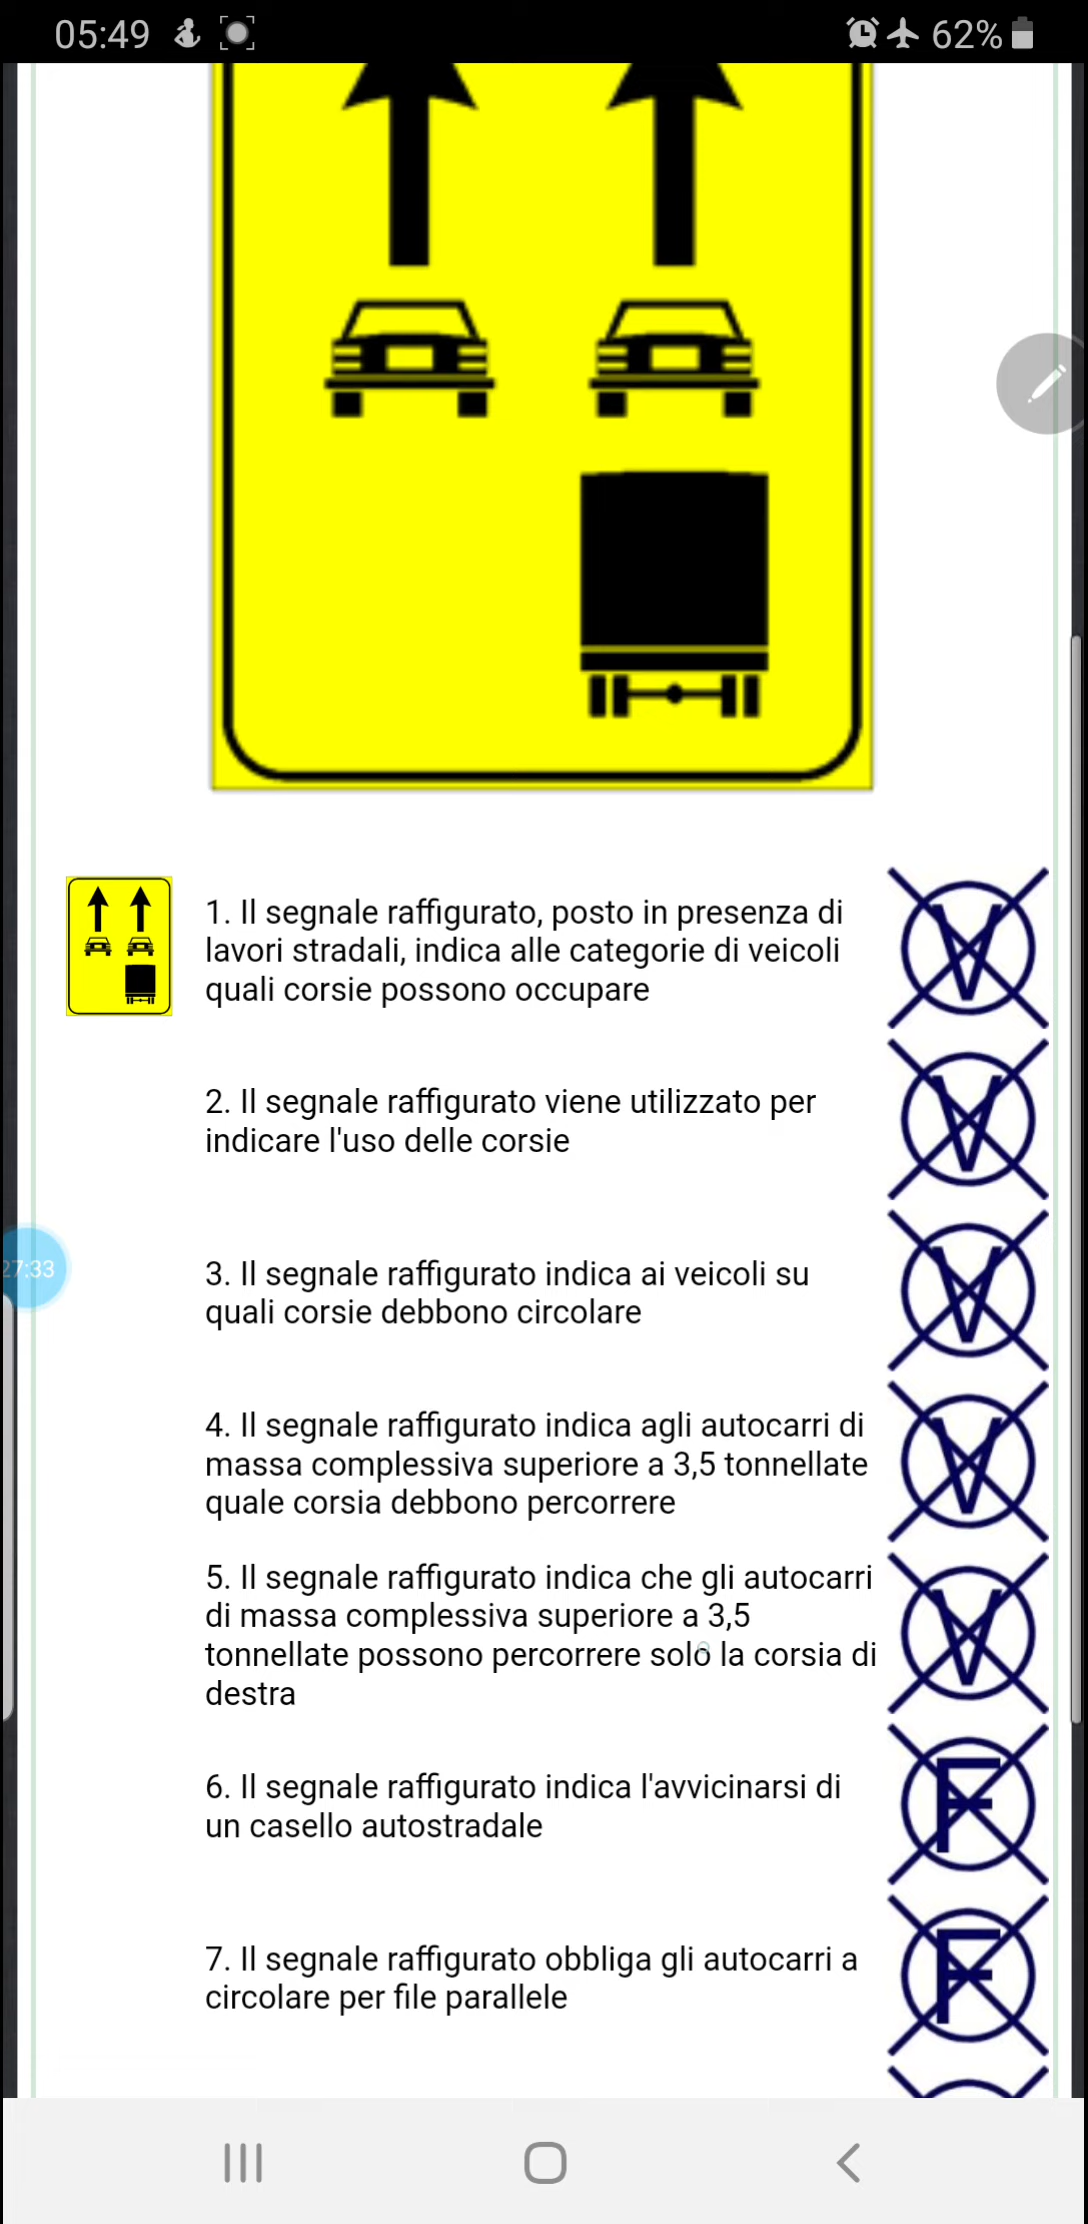 05:49
62%
1. Il segnale raffigurato, posto in presenza di
lavori stradali, indica alle categorie di veicoli
quali corsie possono occupare
V
2. Il segnale raffigurato viene utilizzato per
indicare l'uso delle corsie
V
27:33
3. Il segnale raffigurato indica ai veicoli su
quali corsie debbono circolare
V
4. Il segnale raffigurato indica agli autocarri di
massa complessiva superiore a 3,5 tonnellate
quale corsia debbono percorrere
V
5. Il segnale raffigurato indica che gli autocarri
di massa complessiva superiore a 3,5
tonnellate possono percorrere solo la corsia di
destra
V
6. Il segnale raffigurato indica l'avvicinarsi di
un casello autostradale
F
7. Il segnale raffigurato obbliga gli autocarri a
circolare per file parallele
F